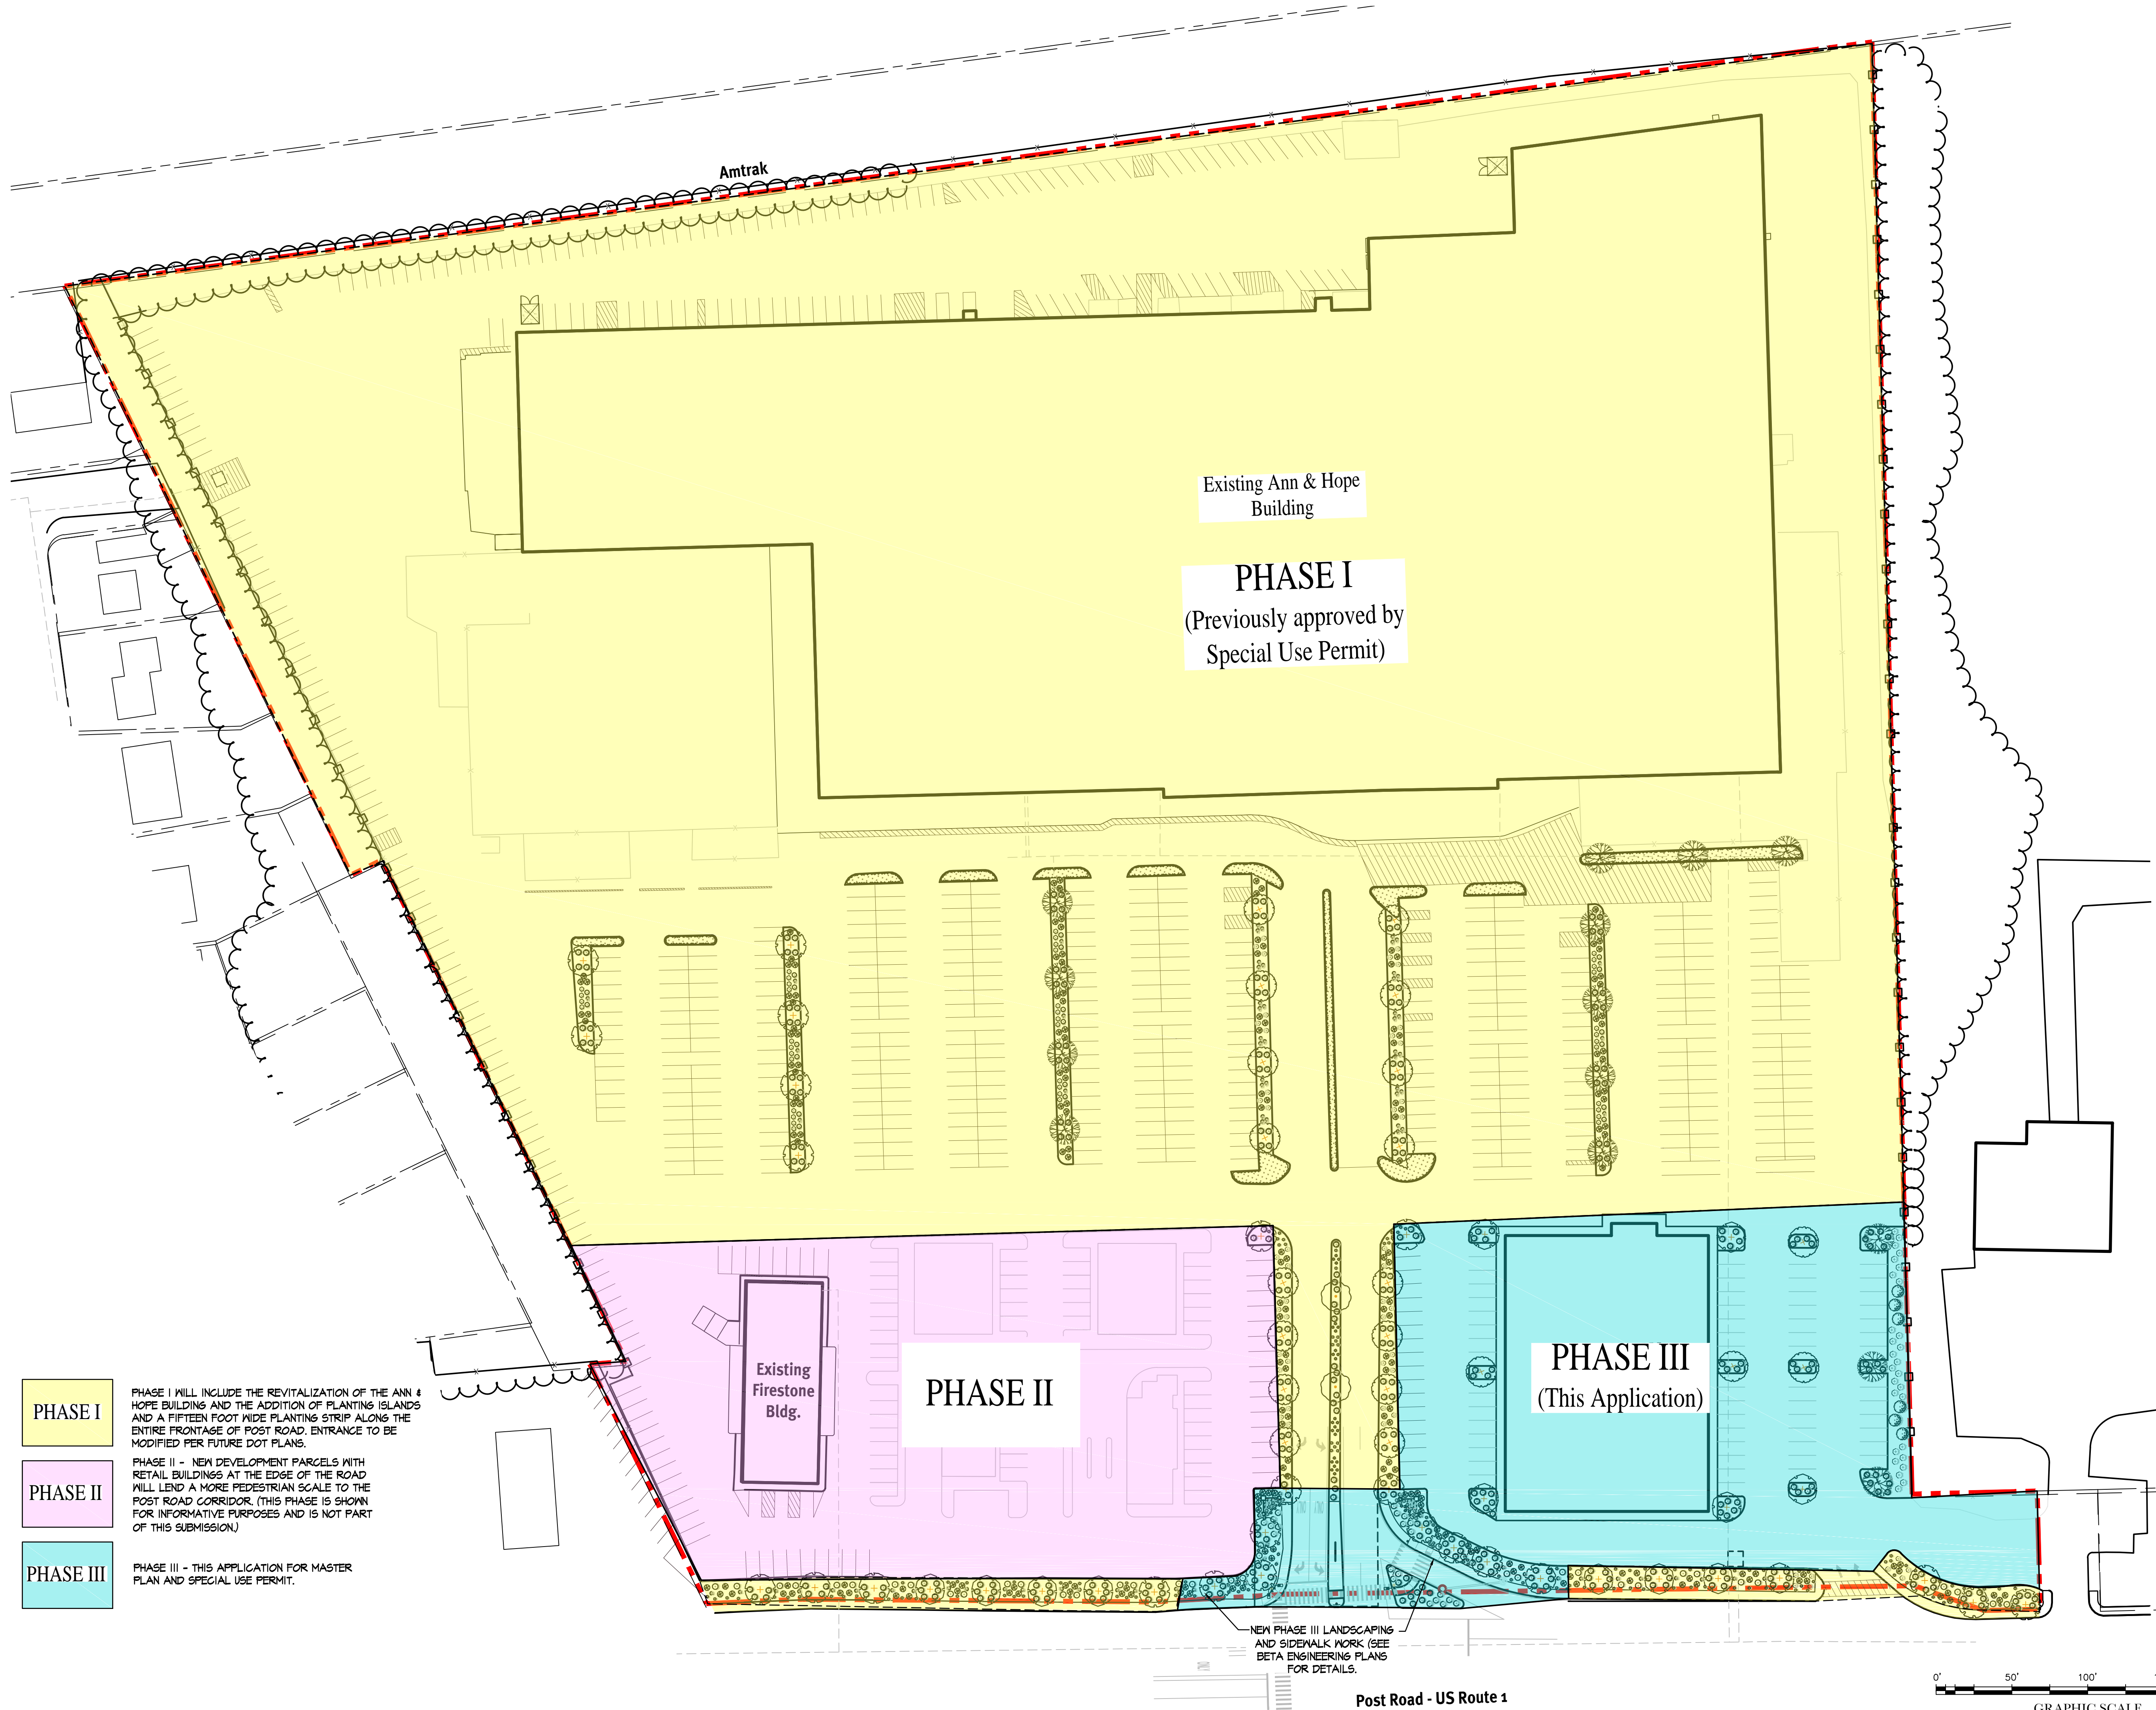 Amtrak
Existing Ann & Hope
Building
PHASE I
(Previously approved by
Special Use Permit)
Existing
Firestone
Bldg.
PHASE II
PHASE III
(This Application)
PHASE I
PHASE I WILL INCLUDE THE REVITALIZATION OF THE ANN &
HOPE BUILDING AND THE ADDITION OF PLANTING ISLANDS
AND A FIFTEEN FOOT WIDE PLANTING STRIP ALONG THE
ENTIRE FRONTAGE OF POST ROAD. ENTRANCE TO BE
MODIFIED PER FUTURE DOT PLANS.
PHASE II
PHASE II - NEW DEVELOPMENT PARCELS WITH
RETAIL BUILDINGS AT THE EDGE OF THE ROAD
WILL LEND A MORE PEDESTRIAN SCALE TO THE
POST ROAD CORRIDOR. (THIS PHASE IS SHOWN
FOR INFORMATIVE PURPOSES AND IS NOT PART
OF THIS SUBMISSION.)
PHASE III
PHASE III - THIS APPLICATION FOR MASTER
PLAN AND SPECIAL USE PERMIT.
NEW PHASE III LANDSCAPING
AND SIDEWALK WORK (SEE
BETA ENGINEERING PLANS
FOR DETAILS.
Post Road - US Route 1
0' 50' 100'
GRAPHIC SCALE